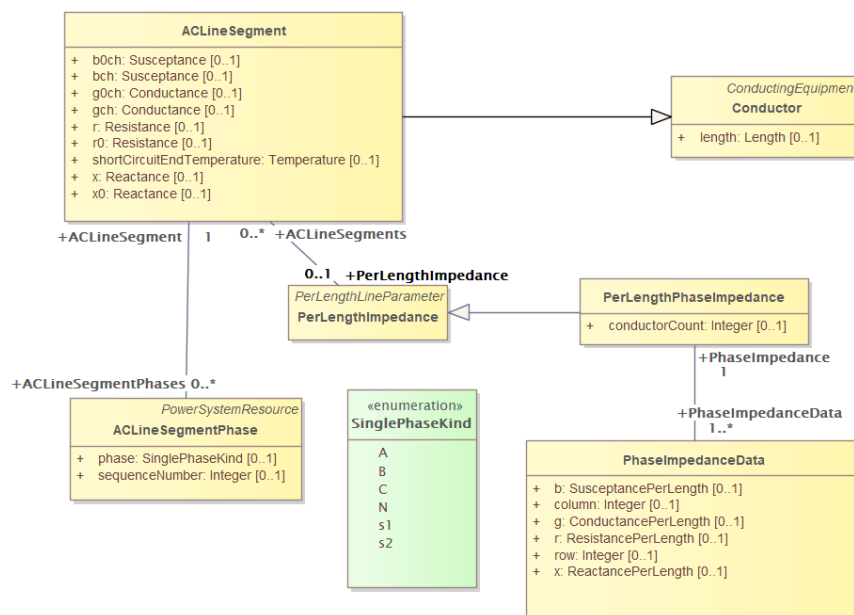 ACLineSegment
+ b0ch: Susceptance [0..1]
+ bch: Susceptance [0..1]
+ g0ch: Conductance [0..1]
+ gch: Conductance [0..1]
+ r: Resistance [0..1]
+ r0: Resistance [0..1]
+ shortCircuitEndTemperature: Temperature [0..1]
+ x: Reactance [0..1]
+ x0: Reactance [0..1]
ConductingEquipmen
Conductor
+ length: Length [0..1]
+ACLineSegment 1
0..* +ACLineSegments
0..1 +PerLengthImpedance
PerLengthLineParameter
PerLengthImpedance
PerLengthPhaseImpedance
+ conductorCount: Integer [0..1]
+PhaseImpedance
1
+ACLineSegmentPhases 0..*
PowerSystemResource
ACLineSegmentPhase
+ phase: SinglePhaseKind [0..1]
+ sequenceNumber: Integer [0..1]
«enumeration»
SinglePhaseKind
A
B
C
N
s1
s2
+PhaseImpedanceData
1..*
PhaseImpedanceData
+ b: SusceptancePerLength [0..1]
+ column: Integer [0..1]
+ g: ConductancePerLength [0..1]
+ r: ResistancePerLength [0..1]
+ row: Integer [0..1]
+ x: ReactancePerLength [0..1]